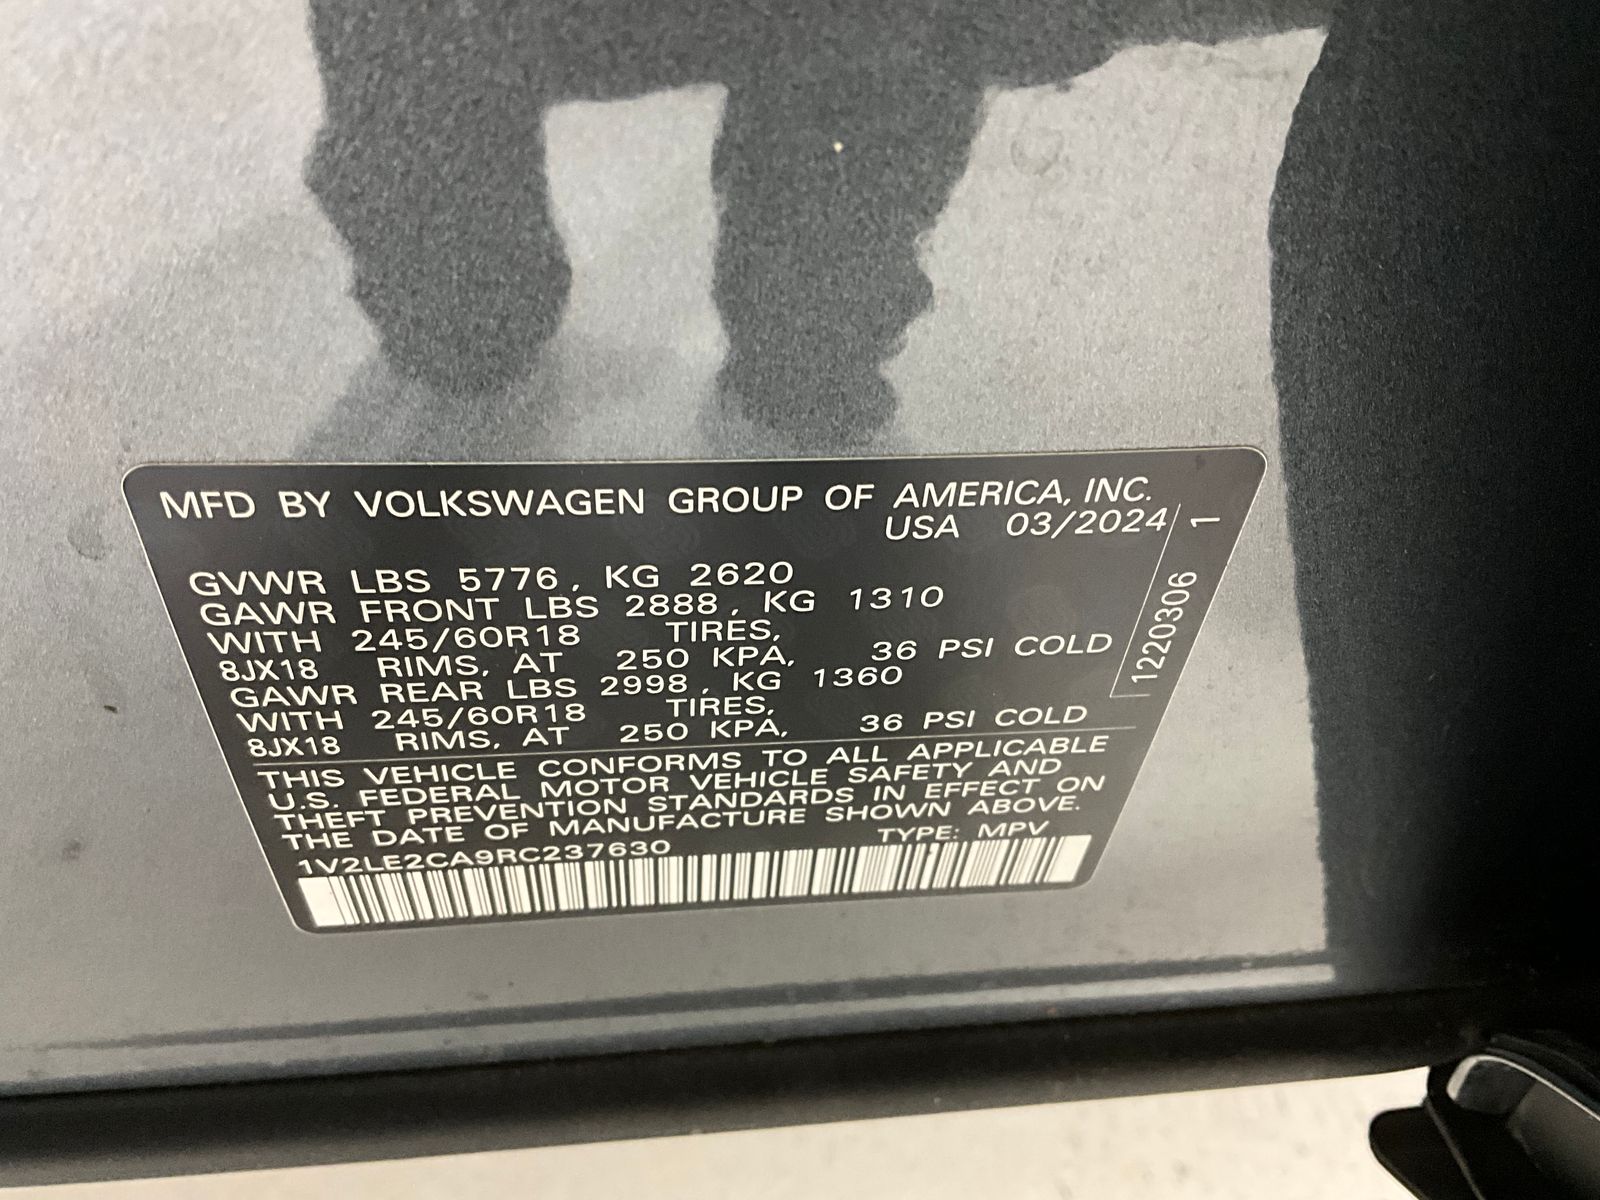 MFD BY VOLKSWAGEN GROUP OF AMERICA, INC.
USA 03/2024
GVWR LBS 5776, KG 2620
GAWR FRONT LBS 2888, KG 1310
WITH 245/60R18 TIRES,
8JX18 RIMS, AT 250 KPA, 36 PSI COLD
GAWR REAR LBS 2998, KG 1360
WITH 245/60R18 TIRES,
8JX18 RIMS, AT 250 KPA, 36 PSI COLD
THIS VEHICLE CONFORMS TO ALL APPLICABLE
U.S. FEDERAL MOTOR VEHICLE SAFETY AND
THEFT PREVENTION STANDARDS IN EFFECT ON
THE DATE OF MANUFACTURE SHOWN ABOVE.
1V2LE2CA9RC237630 TYPE: MPV
1220306 1